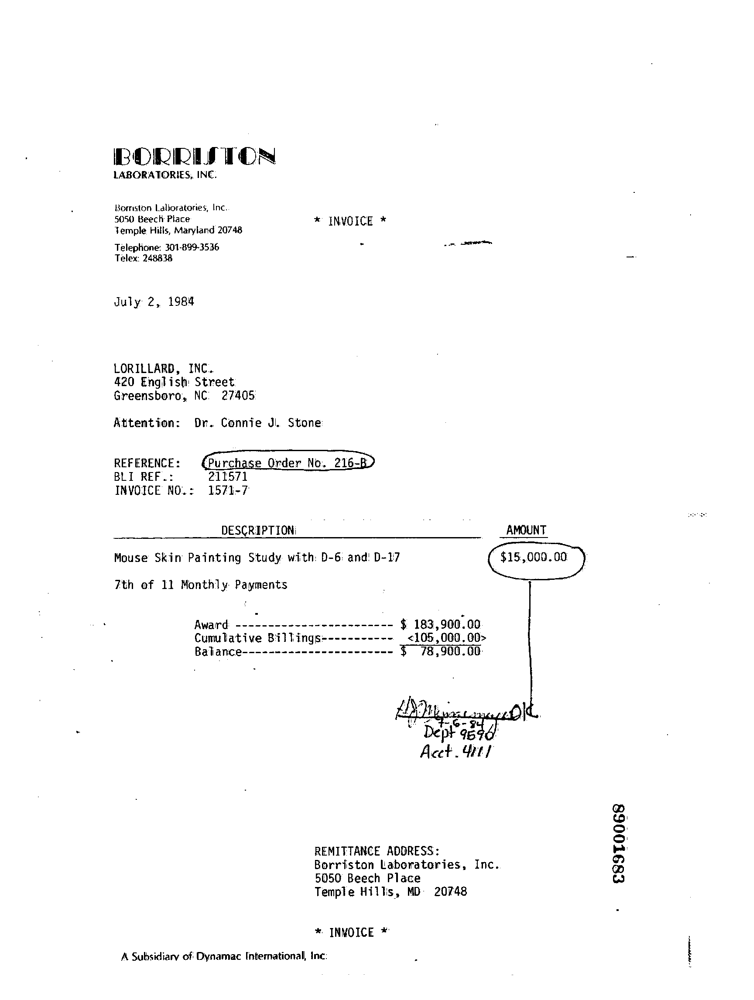 BORRISTON
LABORATORIES, INC.
Borriston Laboratories, Inc.
5050 Beech Place
Temple Hills, Maryland 20748
Telephone: 301-899-3536
Telex: 248838
* INVOICE *
July 2, 1984
LORILLARD, INC.
420 English Street
Greensboro, NC 27405
Attention: Dr. Connie J. Stone
REFERENCE: Purchase Order No. 216-B
BLI REF.: 211571
INVOICE NO.: 1571-7
DESCRIPTION AMOUNT
Mouse Skin Painting Study with D-6 and D-17 $15,000.00
7th of 11 Monthly Payments
Award ------------------------ $ 183,900.00
Cumulative Billings----------- <105,000.00>
Balance----------------------- $ 78,900.00
OK
7-6-84
Dept 9690
Acct. 4111
89001683
REMITTANCE ADDRESS:
Borriston Laboratories, Inc.
5050 Beech Place
Temple Hills, MD 20748
* INVOICE *
A Subsidiary of Dynamac International, Inc.